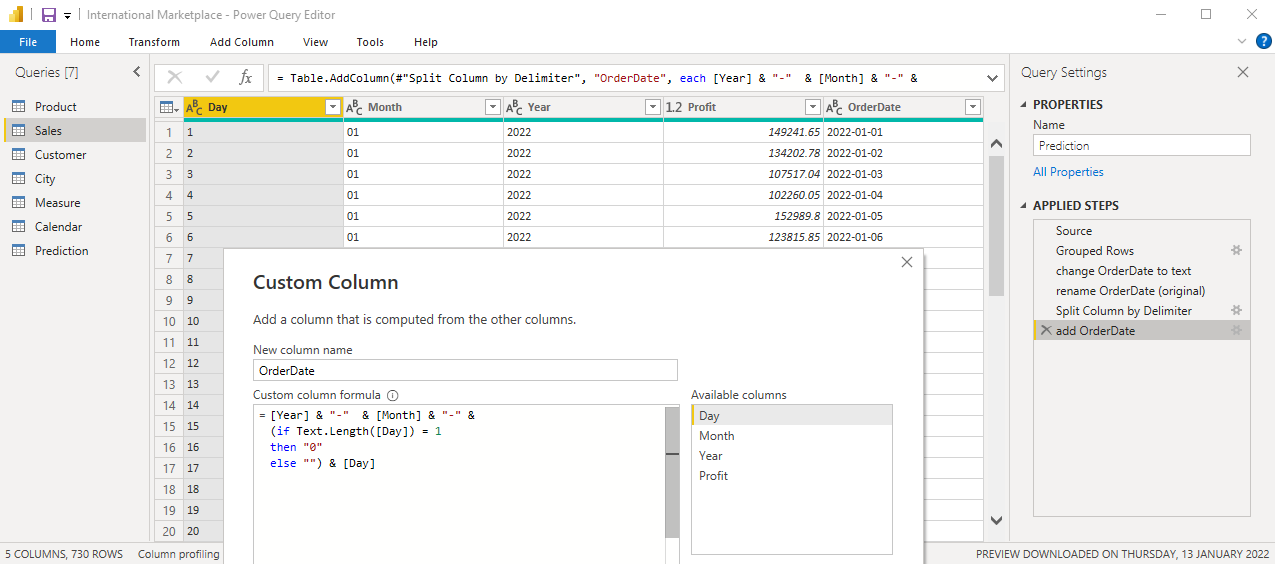 International Marketplace - Power Query Editor
File Home Transform Add Column View Tools Help
Queries [7]
Product
Sales
Customer
City
Measure
Calendar
Prediction
fx = Table.AddColumn(#"Split Column by Delimiter", "OrderDate", each [Year] & "-"  & [Month] & "-" &
ABC Day ABC Month ABC Year 1.2 Profit ABC OrderDate
1 1 01 2022 149241.65 2022-01-01
2 2 01 2022 134202.78 2022-01-02
3 3 01 2022 107517.04 2022-01-03
4 4 01 2022 102260.05 2022-01-04
5 5 01 2022 152989.8 2022-01-05
6 6 01 2022 123815.85 2022-01-06
7 7
8 8
9 9
10 10
11 11
12 12
13 13
14 14
15 15
16 16
17 17
18 18
19 19
20 20
Custom Column
Add a column that is computed from the other columns.
New column name
OrderDate
Custom column formula
= [Year] & "-"  & [Month] & "-" &
(if Text.Length([Day]) = 1
then "0"
else "") & [Day]
Available columns
Day
Month
Year
Profit
Query Settings
PROPERTIES
Name
Prediction
All Properties
APPLIED STEPS
Source
Grouped Rows
change OrderDate to text
rename OrderDate (original)
Split Column by Delimiter
add OrderDate
5 COLUMNS, 730 ROWS Column profiling PREVIEW DOWNLOADED ON THURSDAY, 13 JANUARY 2022